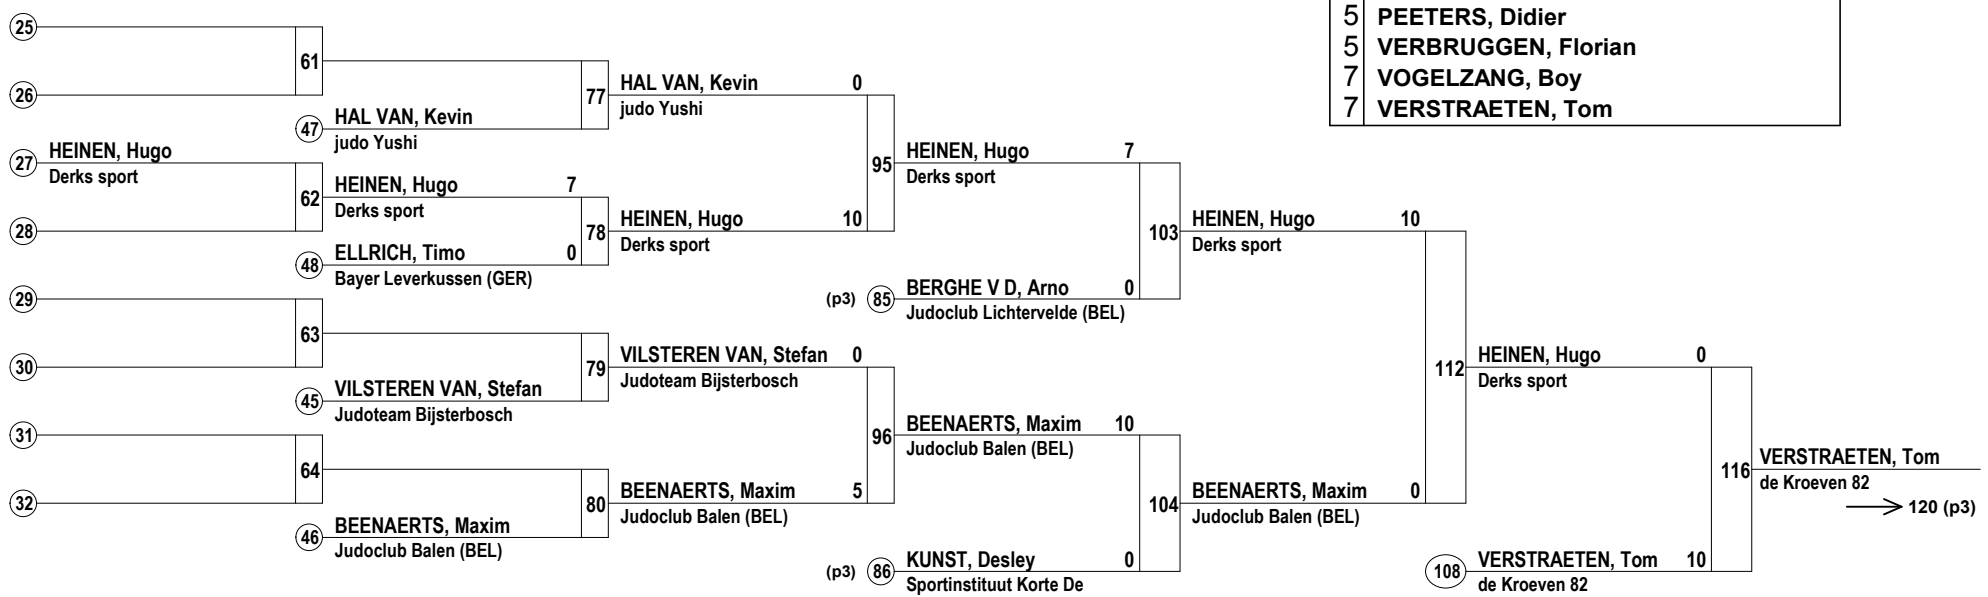 5 PEETERS, Didier
5 VERBRUGGEN, Florian
7 VOGELZANG, Boy
7 VERSTRAETEN, Tom
25
61
26
77
HAL VAN, Kevin 0
judo Yushi
47 HAL VAN, Kevin
judo Yushi
27 HEINEN, Hugo
Derks sport
95
HEINEN, Hugo 7
Derks sport
62
HEINEN, Hugo 7
Derks sport
28
78
HEINEN, Hugo 10
Derks sport
103
HEINEN, Hugo 10
Derks sport
48 ELLRICH, Timo 0
Bayer Leverkussen (GER)
(p3) 85 BERGHE V D, Arno 0
Judoclub Lichtervelde (BEL)
29
63
30
79
VILSTEREN VAN, Stefan 0
Judoteam Bijsterbosch
112
HEINEN, Hugo 0
Derks sport
45 VILSTEREN VAN, Stefan
Judoteam Bijsterbosch
31
96
BEENAERTS, Maxim 10
Judoclub Balen (BEL)
64
116
VERSTRAETEN, Tom
de Kroeven 82
120 (p3)
32
80
BEENAERTS, Maxim 5
Judoclub Balen (BEL)
104
BEENAERTS, Maxim 0
Judoclub Balen (BEL)
46 BEENAERTS, Maxim
Judoclub Balen (BEL)
(p3) 86 KUNST, Desley 0
Sportinstituut Korte De
108 VERSTRAETEN, Tom 10
de Kroeven 82